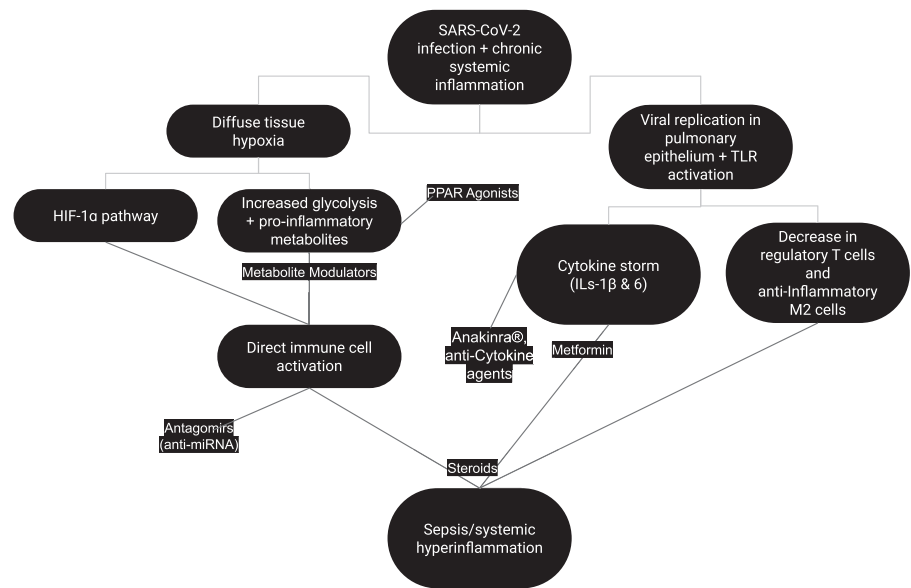 SARS-CoV-2
infection + chronic
systemic
inflammation
Diffuse tissue
hypoxia
Viral replication in
pulmonary
epithelium + TLR
activation
HIF-1α pathway
Increased glycolysis
+ pro-inflammatory
metabolites
PPAR Agonists
Cytokine storm
(ILs-1β & 6)
Decrease in
regulatory T cells
and
anti-Inflammatory
M2 cells
Metabolite Modulators
Direct immune cell
activation
Anakinra®,
anti-Cytokine
agents
Metformin
Antagomirs
(anti-miRNA)
Steroids
Sepsis/systemic
hyperinflammation